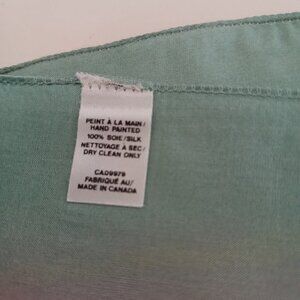 PEINT À LA MAIN/
HAND PAINTED
100% SOIE/SILK
NETTOYAGE A SEC/
DRY CLEAN ONLY
CA09979
FABRIQUÉ AU/
MADE IN CANADA